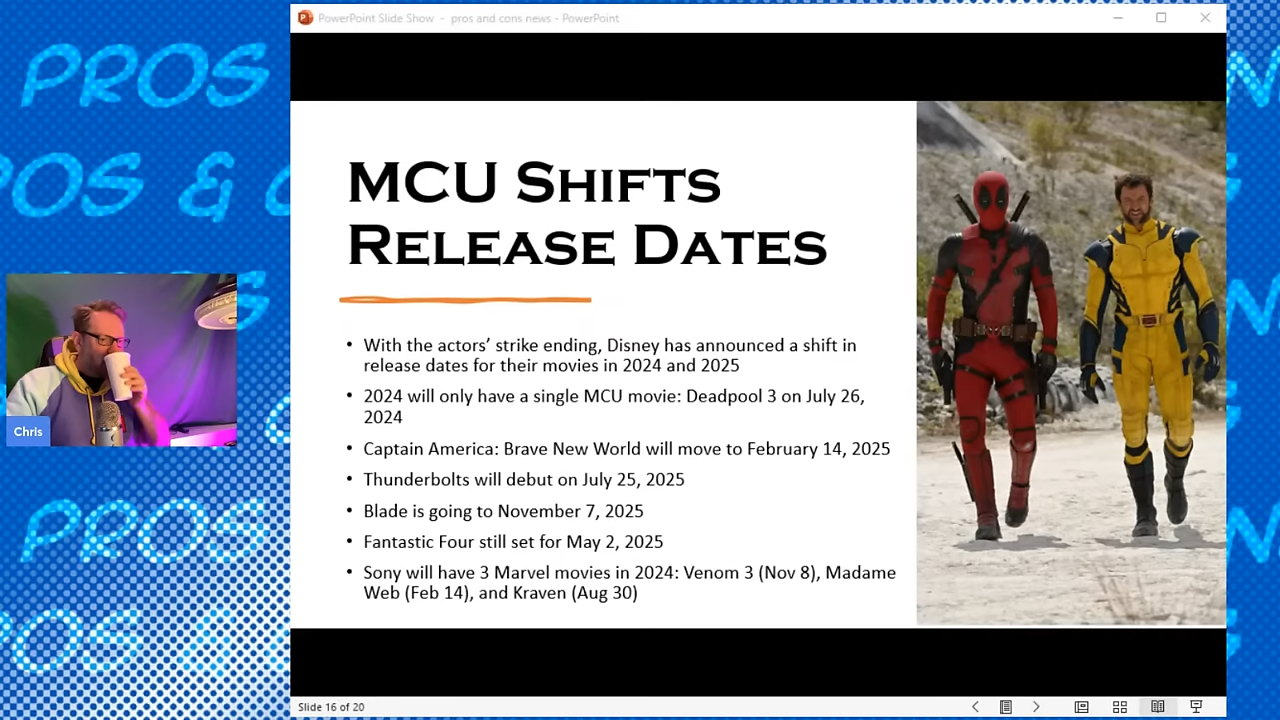 PowerPoint Slide Show - pros and cons news - PowerPoint
PROS
POS & C
MCU SHIFTS
RELEASE DATES
With the actors’ strike ending, Disney has announced a shift in
release dates for their movies in 2024 and 2025
2024 will only have a single MCU movie: Deadpool 3 on July 26,
2024
Captain America: Brave New World will move to February 14, 2025
Thunderbolts will debut on July 25, 2025
Blade is going to November 7, 2025
Fantastic Four still set for May 2, 2025
Sony will have 3 Marvel movies in 2024: Venom 3 (Nov 8), Madame
Web (Feb 14), and Kraven (Aug 30)
Chris
PROS
Slide 16 of 20